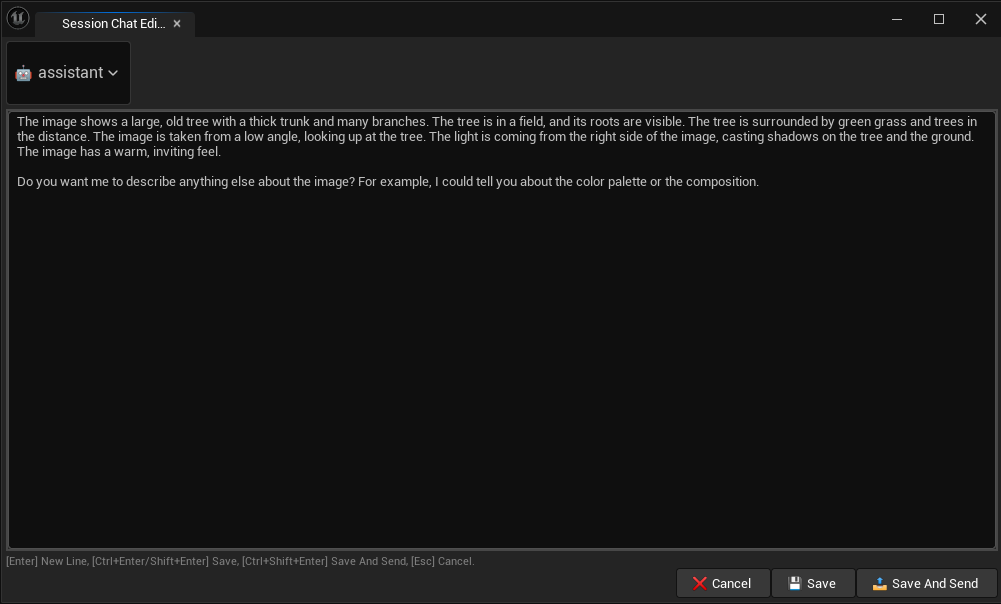 Session Chat Edi...
assistant
The image shows a large, old tree with a thick trunk and many branches. The tree is in a field, and its roots are visible. The tree is surrounded by green grass and trees in
the distance. The image is taken from a low angle, looking up at the tree. The light is coming from the right side of the image, casting shadows on the tree and the ground.
The image has a warm, inviting feel.
Do you want me to describe anything else about the image? For example, I could tell you about the color palette or the composition.
[Enter] New Line, [Ctrl+Enter/Shift+Enter] Save, [Ctrl+Shift+Enter] Save And Send, [Esc] Cancel.
Cancel Save Save And Send